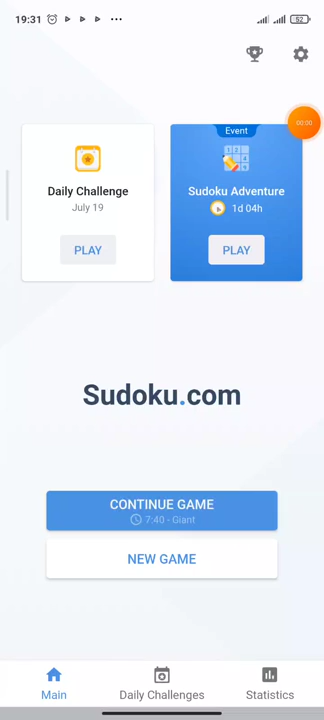 19:31
52
00:00
Event
Daily Challenge
July 19
PLAY
Sudoku Adventure
1d 04h
PLAY
Sudoku.com
CONTINUE GAME
7:40 - Giant
NEW GAME
Main
Daily Challenges
Statistics